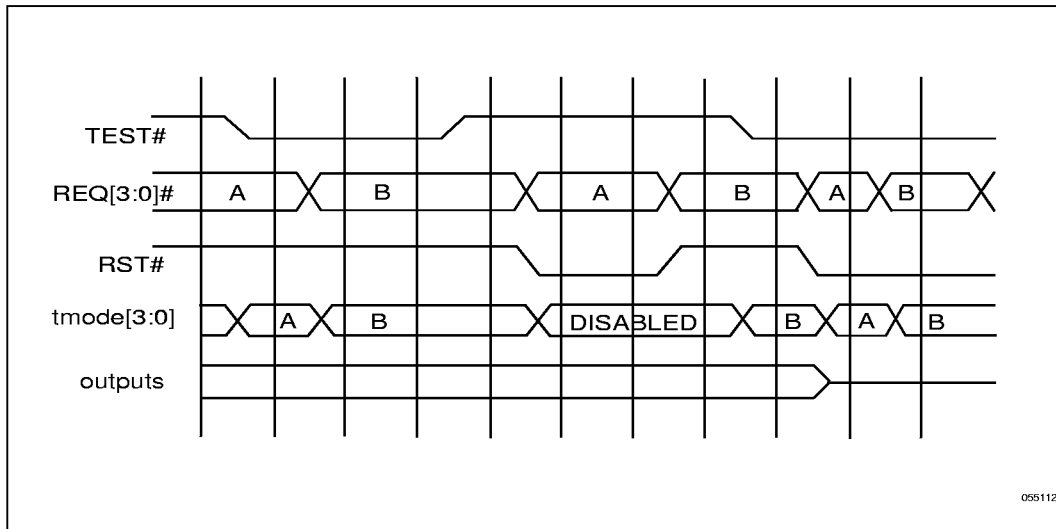 TEST#
REQ[3:0]# A B A B A B
RST#
tmode[3:0] A B DISABLED B A B
outputs
055112